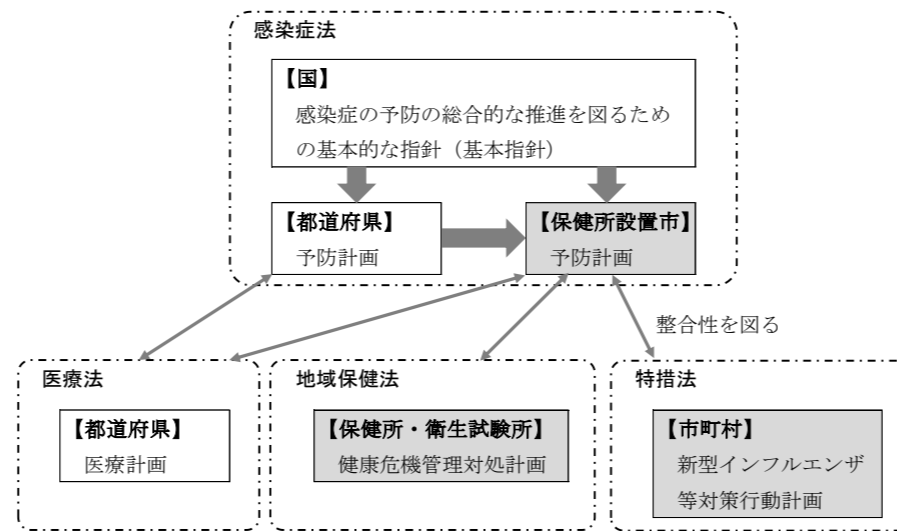 感染症法
【国】
感染症の予防の総合的な推進を図るため
の基本的な指針（基本指針）
【都道府県】
予防計画
【保健所設置市】
予防計画
整合性を図る
医療法
【都道府県】
医療計画
地域保健法
【保健所・衛生試験所】
健康危機管理対処計画
特措法
【市町村】
新型インフルエンザ
等対策行動計画